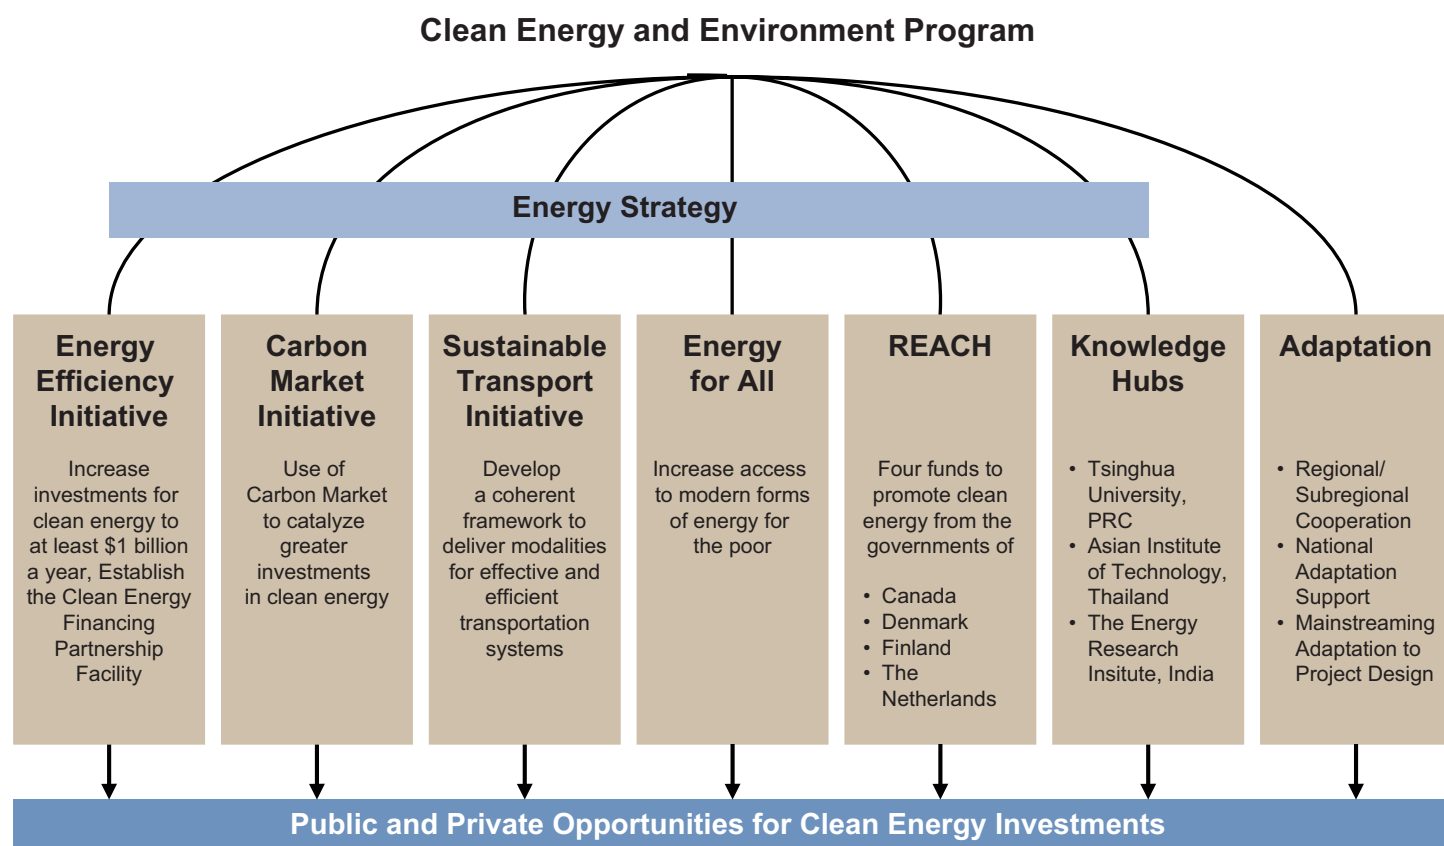 Clean Energy and Environment Program
Energy Strategy
Energy
Efficiency
Initiative
Increase
investments for
clean energy to
at least $1 billion
a year, Establish
the Clean Energy
Financing
Partnership
Facility
Carbon
Market
Initiative
Use of
Carbon Market
to catalyze
greater
investments
in clean energy
Sustainable
Transport
Initiative
Develop
a coherent
framework to
deliver modalities
for effective and
efficient
transportation
systems
Energy
for All
Increase access
to modern forms
of energy for
the poor
REACH
Four funds to
promote clean
energy from the
governments of
• Canada
• Denmark
• Finland
• The
Netherlands
Knowledge
Hubs
• Tsinghua
University,
PRC
• Asian Institute
of Technology,
Thailand
• The Energy
Research
Insitute, India
Adaptation
• Regional/
Subregional
Cooperation
• National
Adaptation
Support
• Mainstreaming
Adaptation to
Project Design
Public and Private Opportunities for Clean Energy Investments